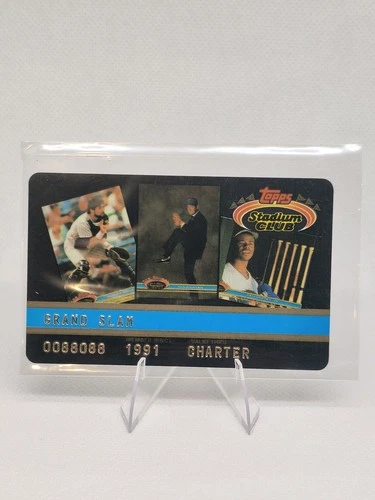 Topps
Stadium
CLUB
GRAND SLAM
0088088 1991 CHARTER